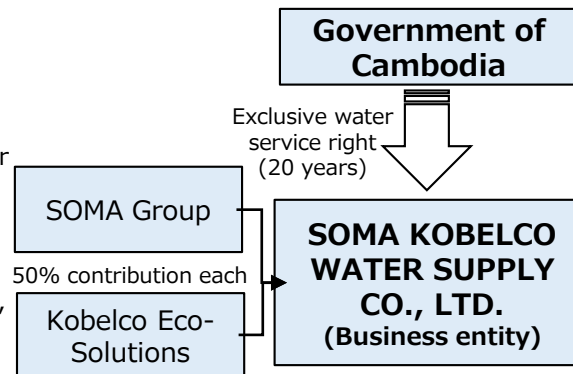 Government of
Cambodia
Exclusive water
service right
(20 years)
r
SOMA Group
50% contribution each
,
Kobelco Eco-
Solutions
SOMA KOBELCO
WATER SUPPLY
CO., LTD.
(Business entity)